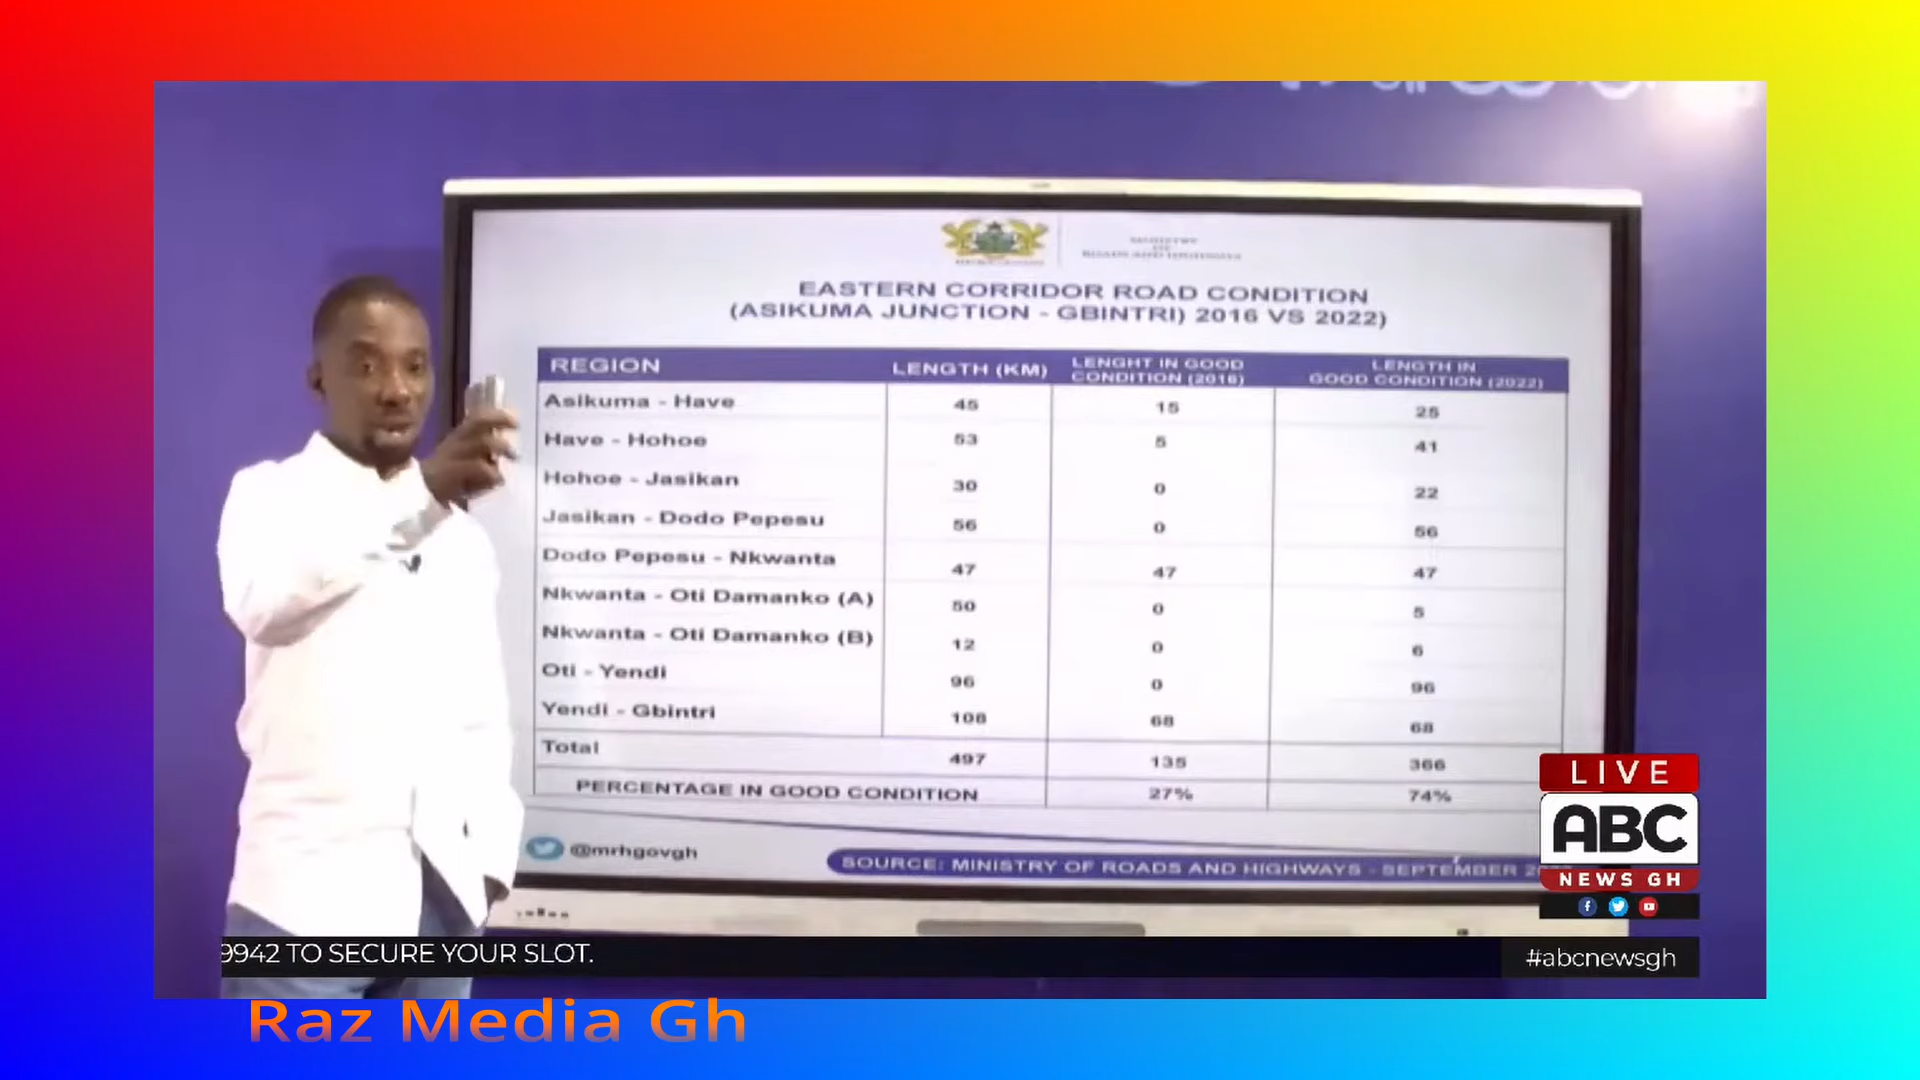 MINISTRY
OF
ROADS AND HIGHWAYS
EASTERN CORRIDOR ROAD CONDITION
(ASIKUMA JUNCTION - GBINTRI) 2016 VS 2022)
REGION LENGTH (KM) LENGHT IN GOOD CONDITION (2016) LENGTH IN GOOD CONDITION (2022)
Asikuma - Have 45 15 25
Have - Hohoe 53 5 41
Hohoe - Jasikan 30 0 22
Jasikan - Dodo Pepesu 56 0 56
Dodo Pepesu - Nkwanta 47 47 47
Nkwanta - Oti Damanko (A) 50 0 5
Nkwanta - Oti Damanko (B) 12 0 6
Oti - Yendi 96 0 96
Yendi - Gbintri 108 68 68
Total 497 135 366
PERCENTAGE IN GOOD CONDITION 27% 74%
@mrhgovgh
SOURCE: MINISTRY OF ROADS AND HIGHWAYS - SEPTEMBER
LIVE
ABC
NEWS GH
9942 TO SECURE YOUR SLOT.
#abcnewsgh
Raz Media Gh